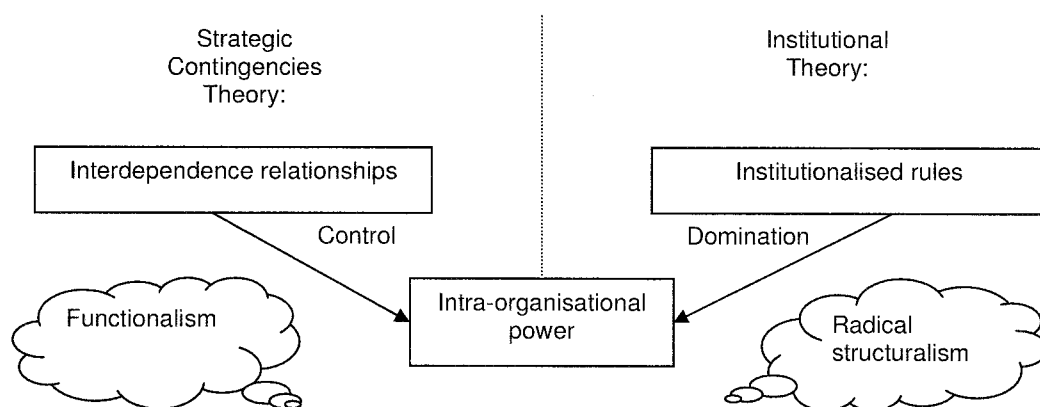 Strategic
Contingencies
Theory:
Institutional
Theory:
Interdependence relationships
Institutionalised rules
Control
Domination
Intra-organisational
power
Functionalism
Radical
structuralism